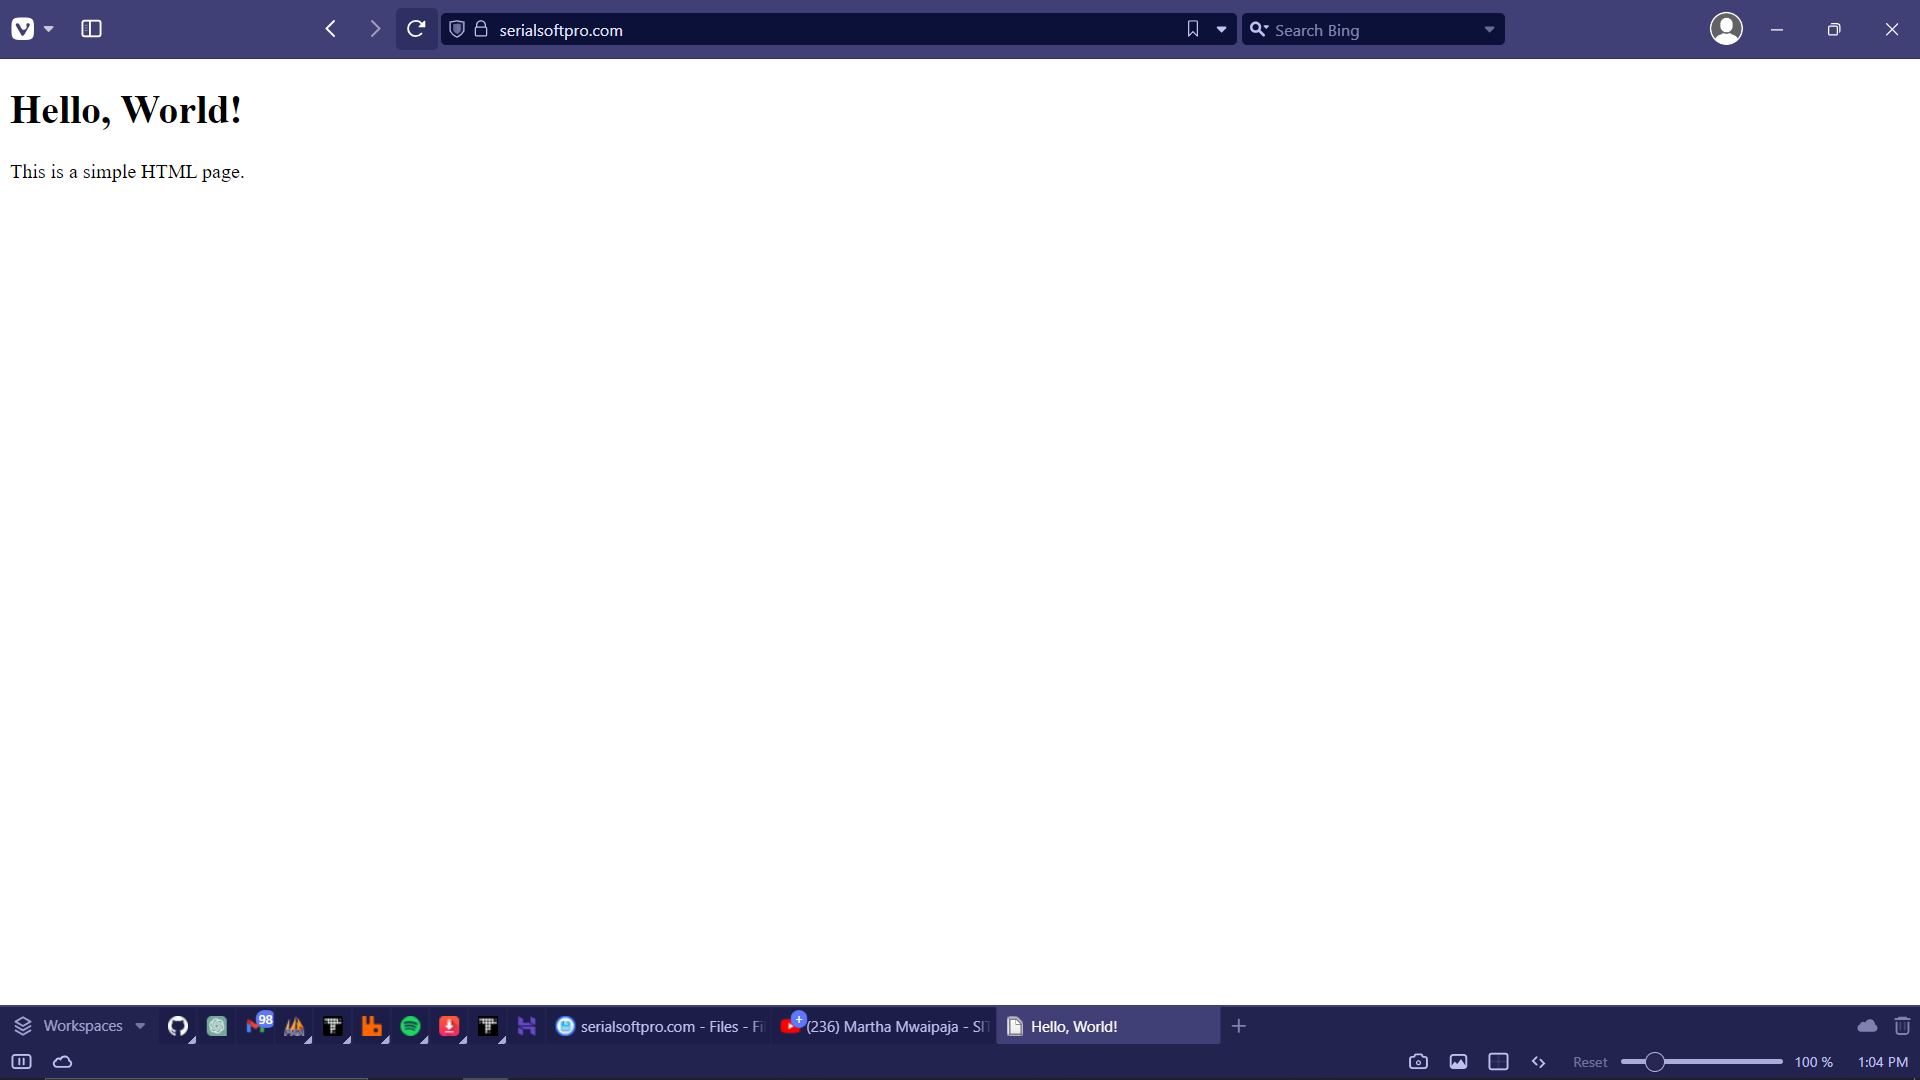 serialsoftpro.com
Search Bing
Hello, World!
This is a simple HTML page.
Workspaces
98
serialsoftpro.com - Files - Fi
(236) Martha Mwaipaja - SI
Hello, World!
Reset
100 %
1:04 PM